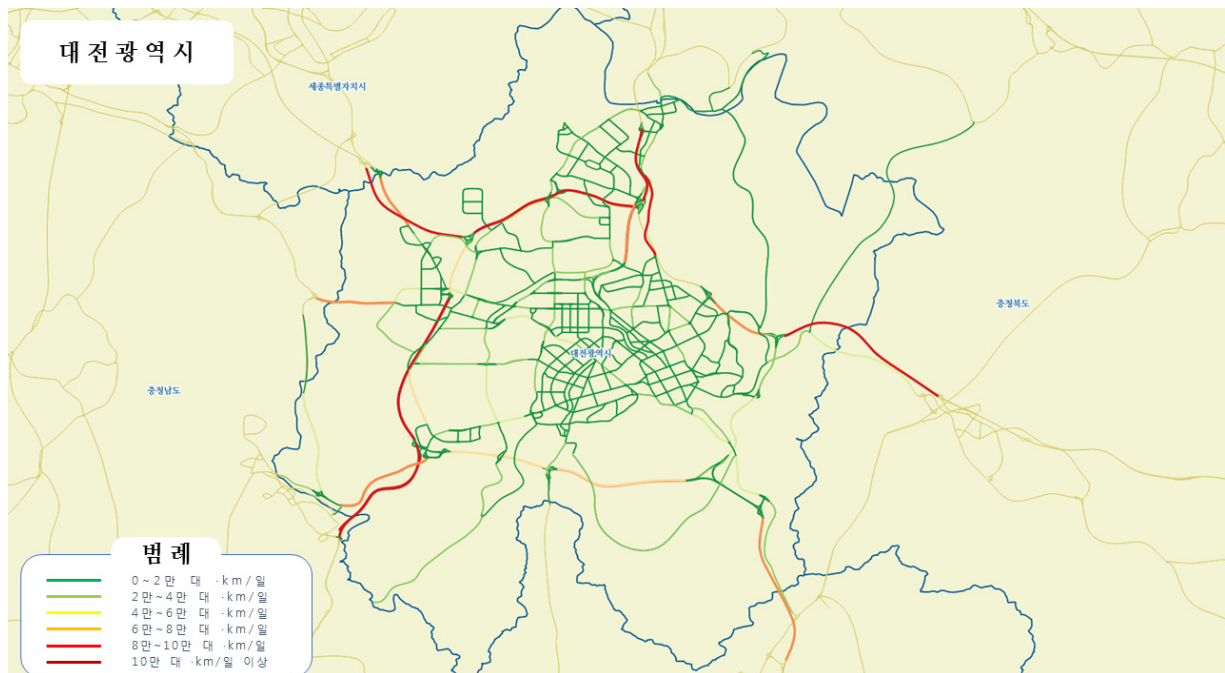 대전광역시
세종특별자치시
충청북도
대전광역시
충청남도
범례
0~2만 대 ·km/일
2만~4만 대 ·km/일
4만~6만 대 ·km/일
6만~8만 대 ·km/일
8만~10만 대 ·km/일
10만 대 ·km/일 이상